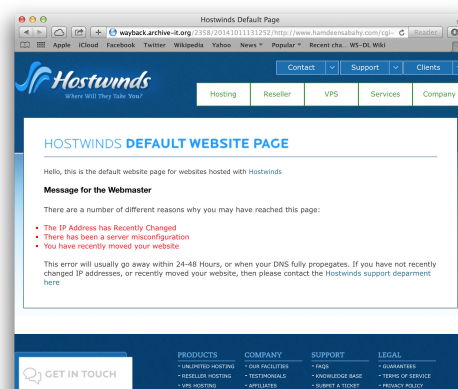 Hostwinds Default Page
wayback.archive-it.org/2358/20141011131252/http://www.hamdeensabahy.com/cgi- Reader
Apple iCloud Facebook Twitter Wikipedia Yahoo News Popular Recent cha... WS-DL Wiki
Contact Support Clients
Hostwinds
Where Will They Take You?
Hosting Reseller VPS Services Company
HOSTWINDS DEFAULT WEBSITE PAGE
Hello, this is the default website page for websites hosted with Hostwinds
Message for the Webmaster
There are a number of different reasons why you may have reached this page:
The IP Address has Recently Changed
There has been a server misconfiguration
You have recently moved your website
This error will usually go away within 24-48 Hours, or when your DNS fully propegates. If you have not recently
changed IP addresses, or recently moved your website, then please contact the Hostwinds support deparment
here
PRODUCTS COMPANY SUPPORT LEGAL
- UNLIMITED HOSTING - OUR FACILITIES - FAQS - GUARANTEES
GET IN TOUCH
- RESELLER HOSTING - TESTIMONIALS - KNOWLEDGE BASE - TERMS OF SERVICE
- VPS HOSTING - AFFILIATES - SUBMIT A TICKET - PRIVACY POLICY